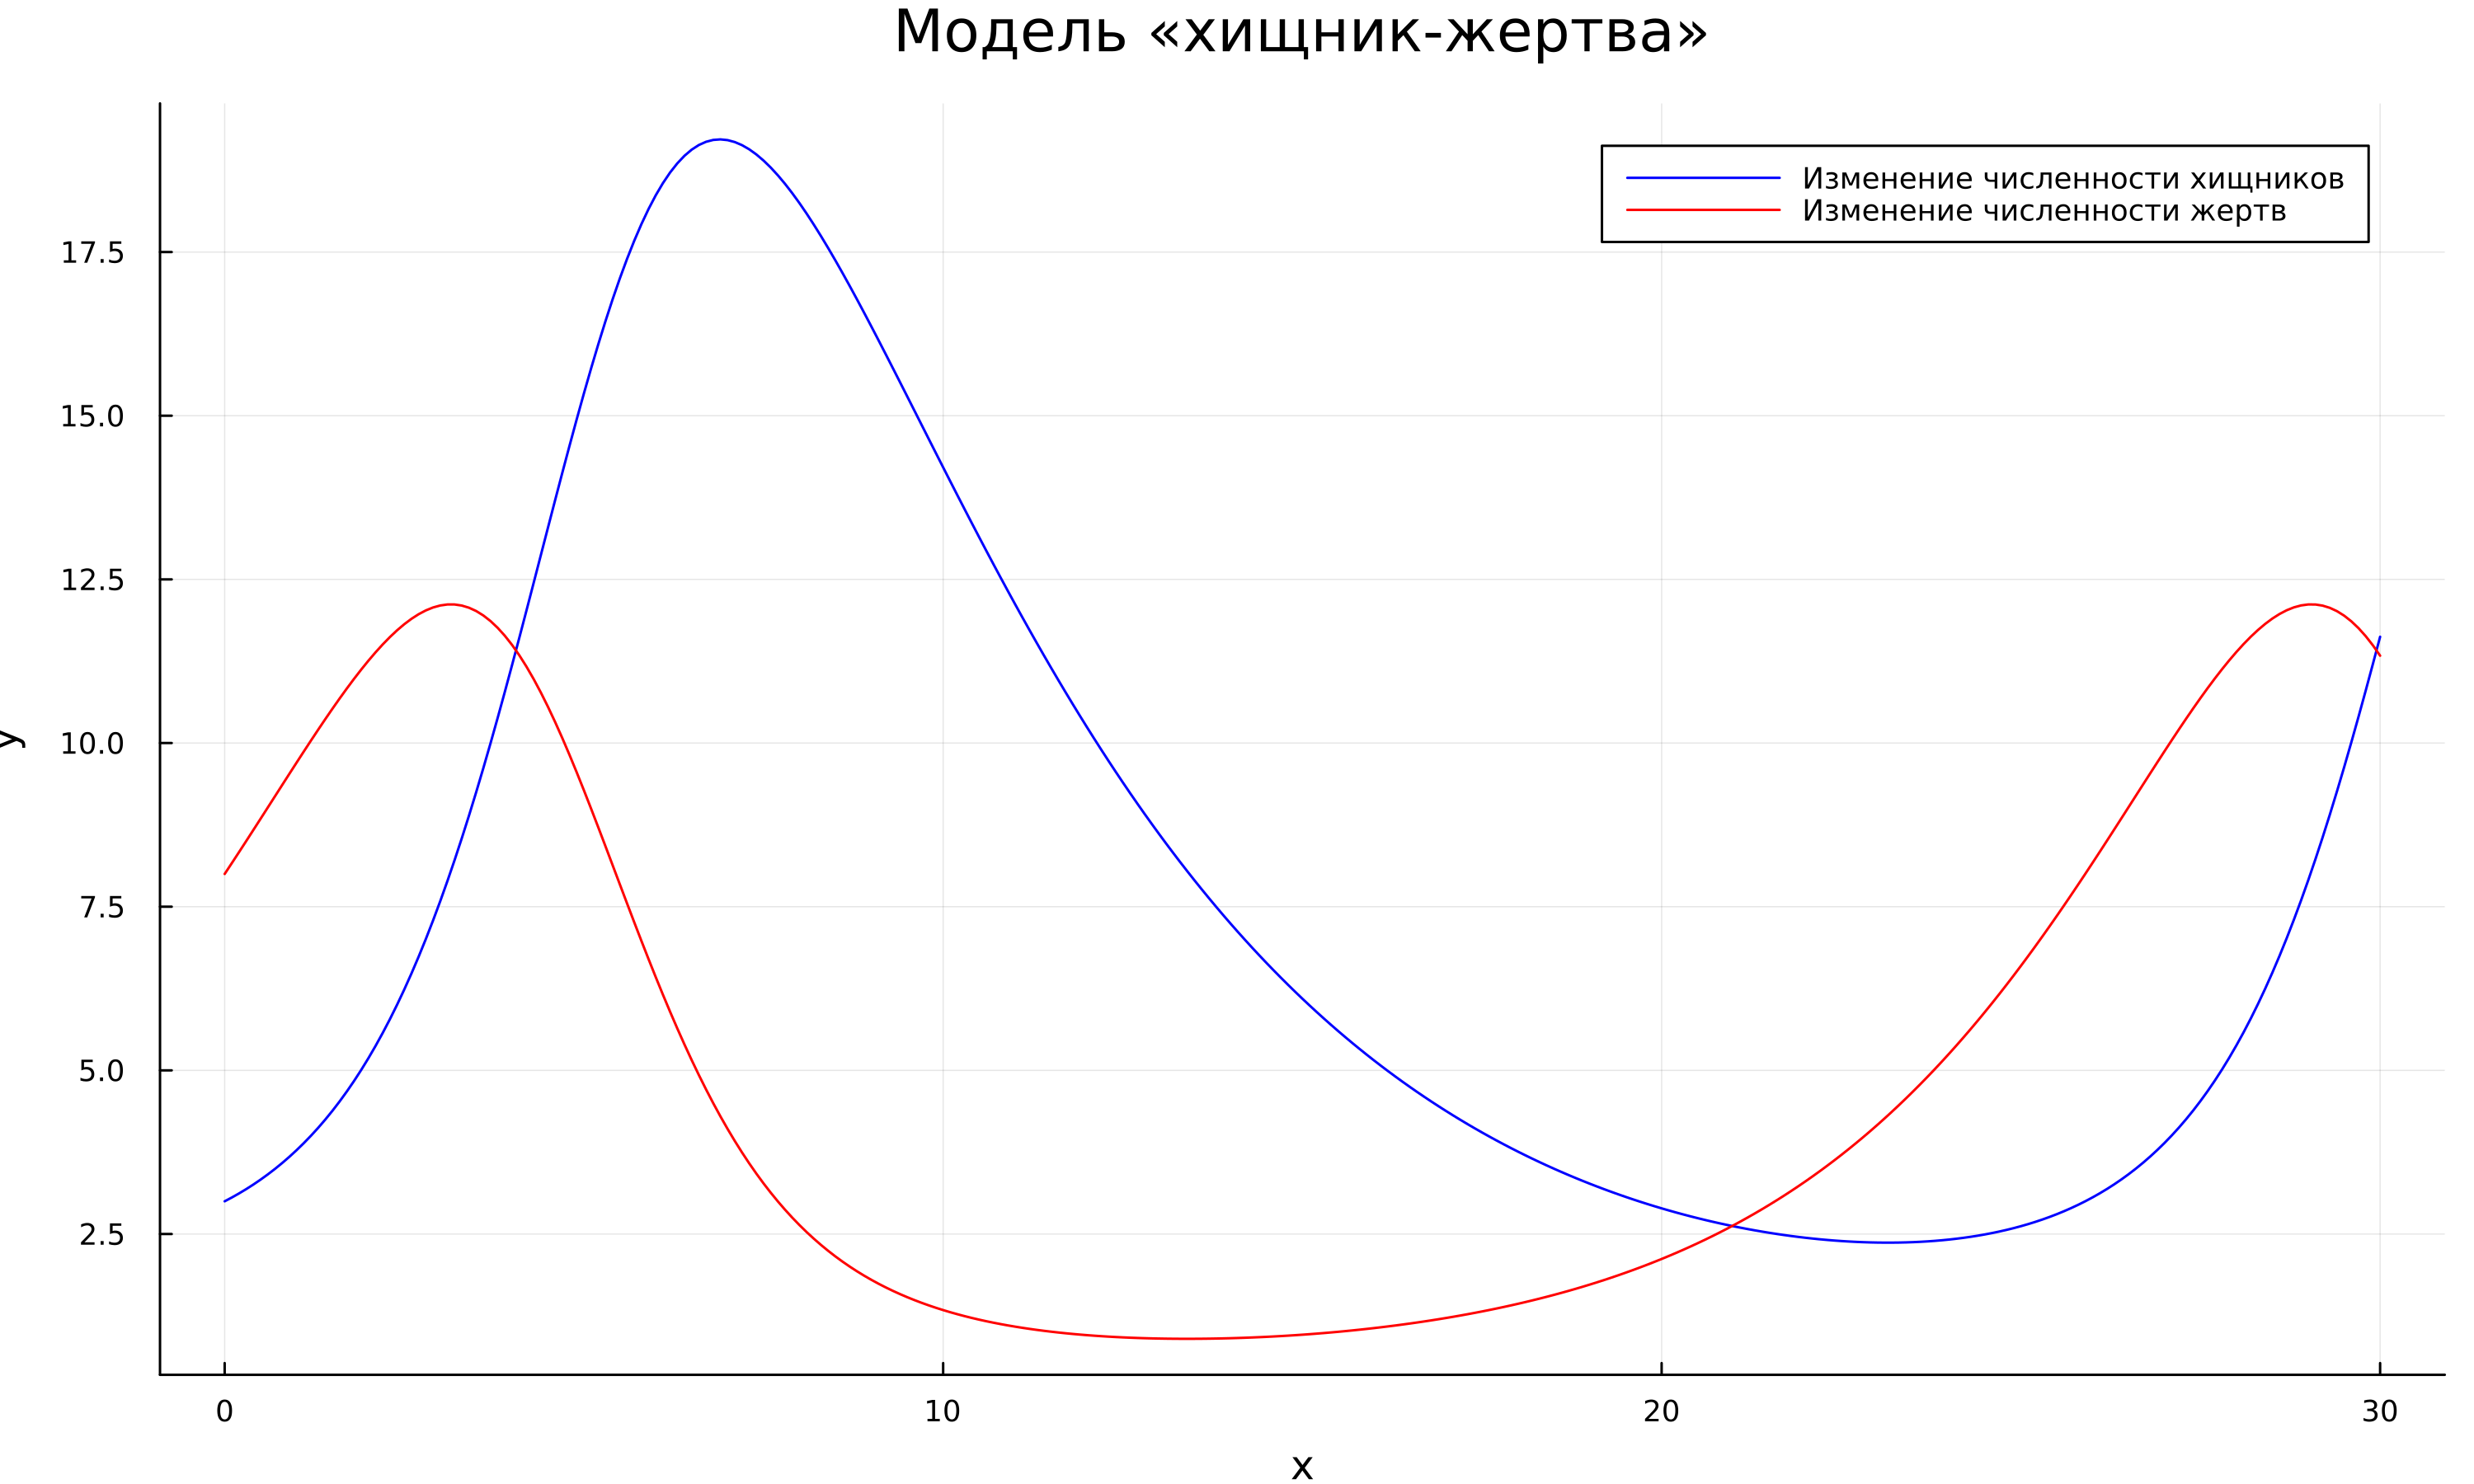 Модель «хищник-жертва»
Изменение численности хищников
Изменение численности жертв
17.5
15.0
12.5
10.0
7.5
5.0
2.5
y
0 10 20 30
x